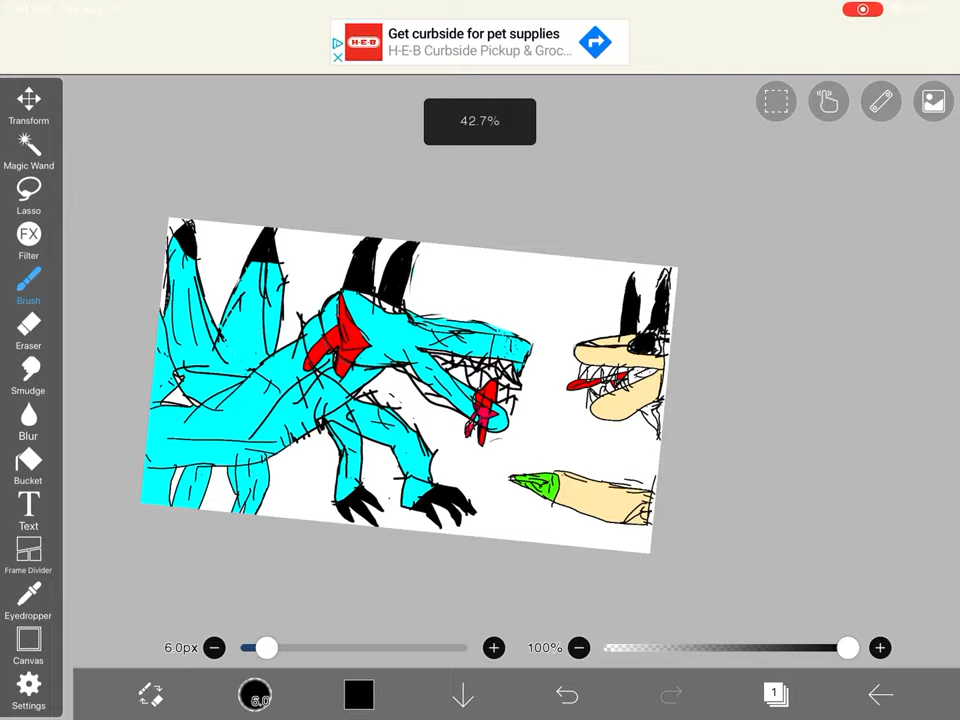 Get curbside for pet supplies
H-E-B
H-E-B Curbside Pickup & Groc...
42.7%
Transform
Magic Wand
Lasso
FX
Filter
Brush
Eraser
Smudge
Blur
Bucket
T
Text
Frame Divider
Eyedropper
Canvas
Settings
6.0px
100%
6.0
1